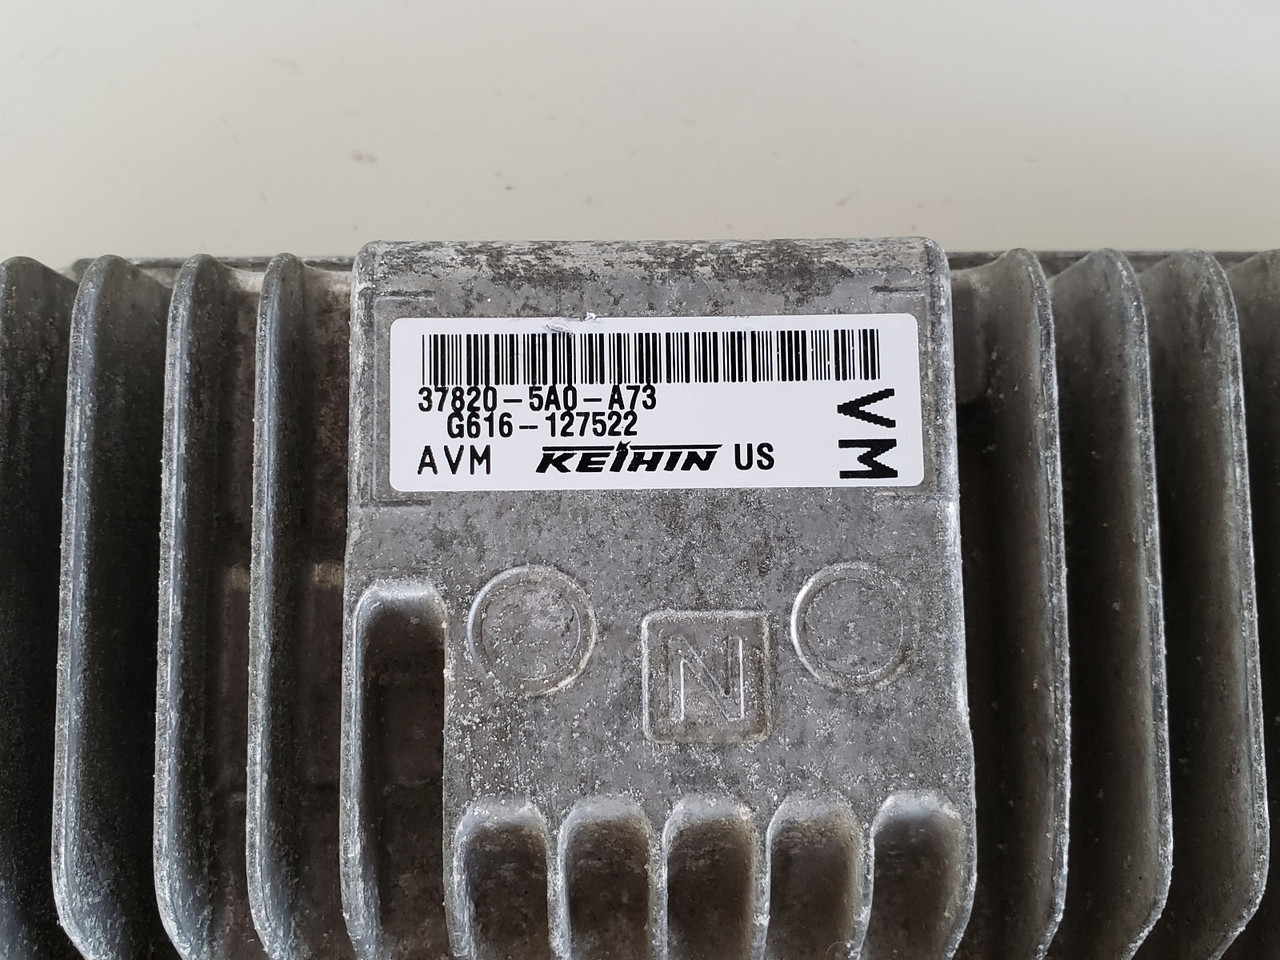 37820-5A0-A73
G616-127522
AVM KEIHIN US
VM
N